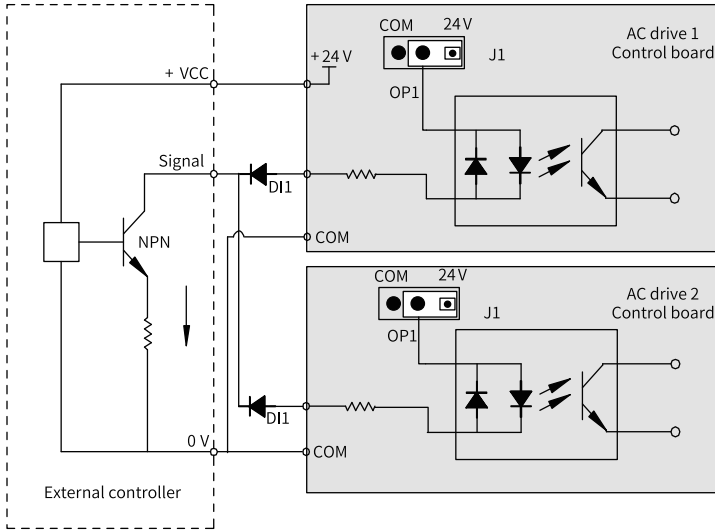 COM 24 V
J1
OP1
AC drive 1
Control board
+ 24 V
+ VCC
Signal
DI1
NPN
COM
COM 24 V
J1
OP1
AC drive 2
Control board
DI1
0 V
COM
External controller